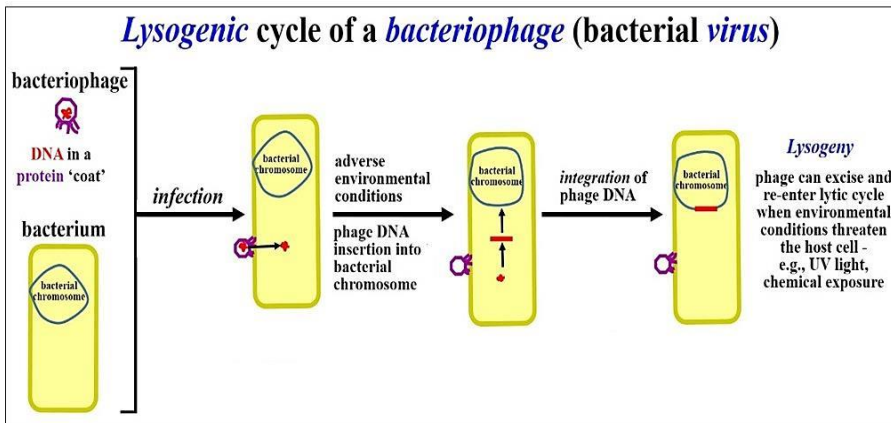 Lysogenic cycle of a bacteriophage (bacterial virus)
bacteriophage
DNA in a
protein ‘coat’
bacterium
bacterial
chromosome
infection
bacterial
chromosome
adverse
environmental
conditions
phage DNA
insertion into
bacterial
chromosome
bacterial
chromosome
integration of
phage DNA
bacterial
chromosome
Lysogeny
phage can excise and
re-enter lytic cycle
when environmental
conditions threaten
the host cell -
e.g., UV light,
chemical exposure